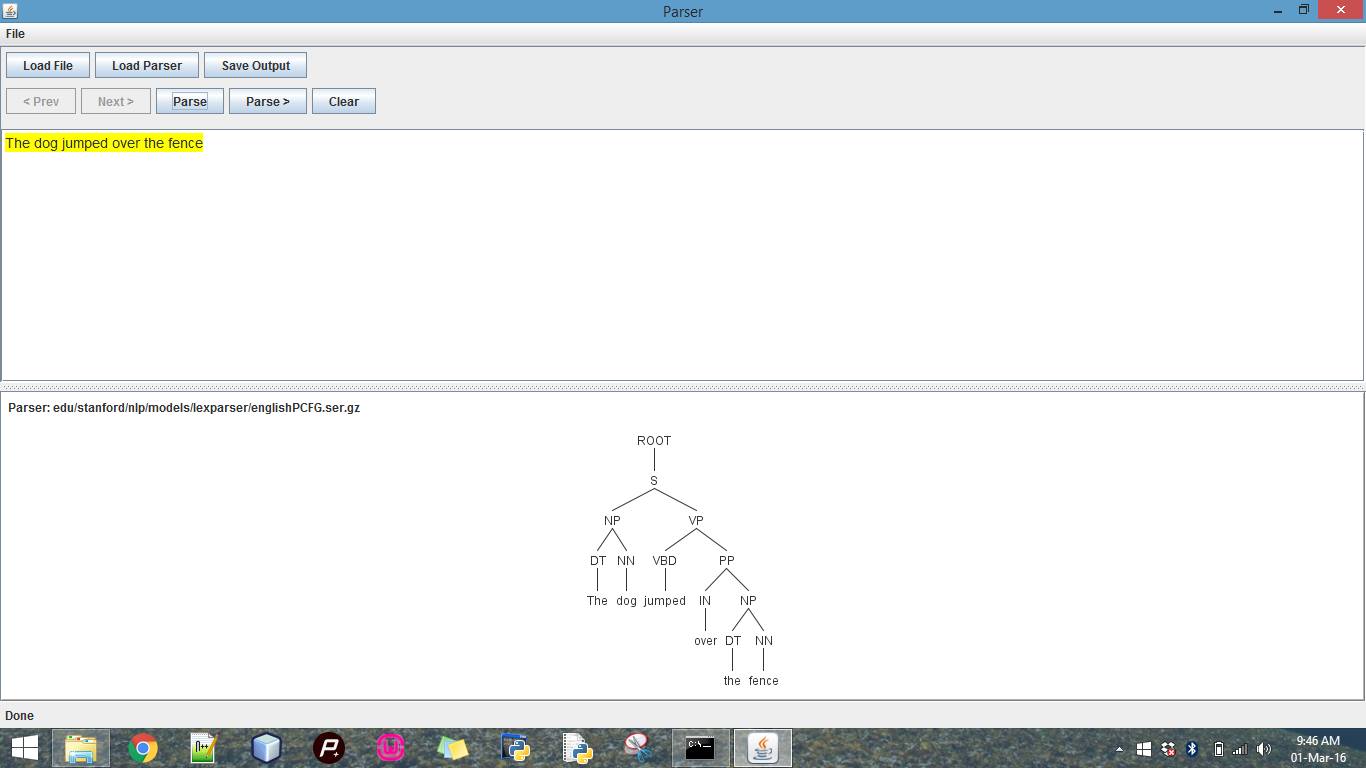 Parser
File
Load File Load Parser Save Output
< Prev Next > Parse Parse > Clear
The dog jumped over the fence
Parser: edu/stanford/nlp/models/lexparser/englishPCFG.ser.gz
ROOT
S
NP VP
DT NN VBD PP
The dog jumped IN NP
over DT NN
the fence
Done
9:46 AM
01-Mar-16